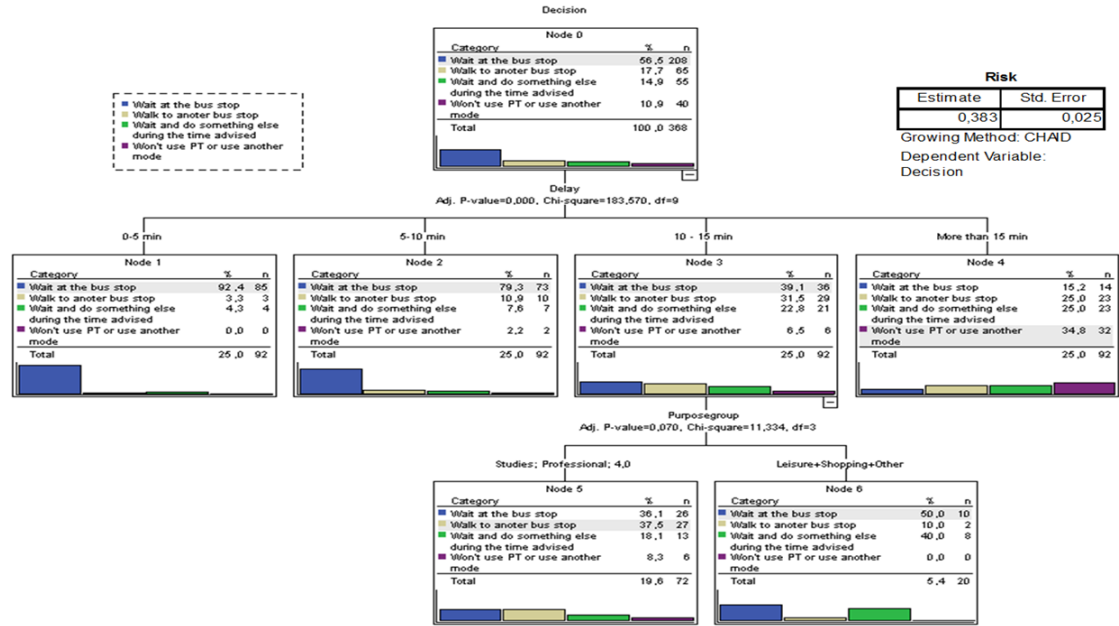 Decision
Node 0
Category % n
Wait at the bus stop 56,5 208
Walk to anoter bus stop 17,7 65
Wait and do something else 14,9 55
during the time advised
Won't use PT or use another 10,9 40
mode
Total 100,0 368
Wait at the bus stop
Walk to anoter bus stop
Wait and do something else
during the time advised
Won't use PT or use another
mode
Risk
Estimate Std. Error
0,383 0,025
Growing Method: CHAID
Dependent Variable:
Decision
Delay
Adj. P-value=0,000, Chi-square=183,570, df=9
0-5 min
5-10 min
10 - 15 min
More than 15 min
Node 1
Category % n
Wait at the bus stop 92,4 85
Walk to anoter bus stop 3,3 3
Wait and do something else 4,3 4
during the time advised
Won't use PT or use another 0,0 0
mode
Total 25,0 92
Node 2
Category % n
Wait at the bus stop 79,3 73
Walk to anoter bus stop 10,9 10
Wait and do something else 7,6 7
during the time advised
Won't use PT or use another 2,2 2
mode
Total 25,0 92
Node 3
Category % n
Wait at the bus stop 39,1 36
Walk to anoter bus stop 31,5 29
Wait and do something else 22,8 21
during the time advised
Won't use PT or use another 6,5 6
mode
Total 25,0 92
Node 4
Category % n
Wait at the bus stop 15,2 14
Walk to anoter bus stop 25,0 23
Wait and do something else 25,0 23
during the time advised
Won't use PT or use another 34,8 32
mode
Total 25,0 92
Purposegroup
Adj. P-value=0,070, Chi-square=11,334, df=3
Studies; Professional; 4,0
Leisure+Shopping+Other
Node 5
Category % n
Wait at the bus stop 36,1 26
Walk to anoter bus stop 37,5 27
Wait and do something else 18,1 13
during the time advised
Won't use PT or use another 8,3 6
mode
Total 19,6 72
Node 6
Category % n
Wait at the bus stop 50,0 10
Walk to anoter bus stop 10,0 2
Wait and do something else 40,0 8
during the time advised
Won't use PT or use another 0,0 0
mode
Total 5,4 20